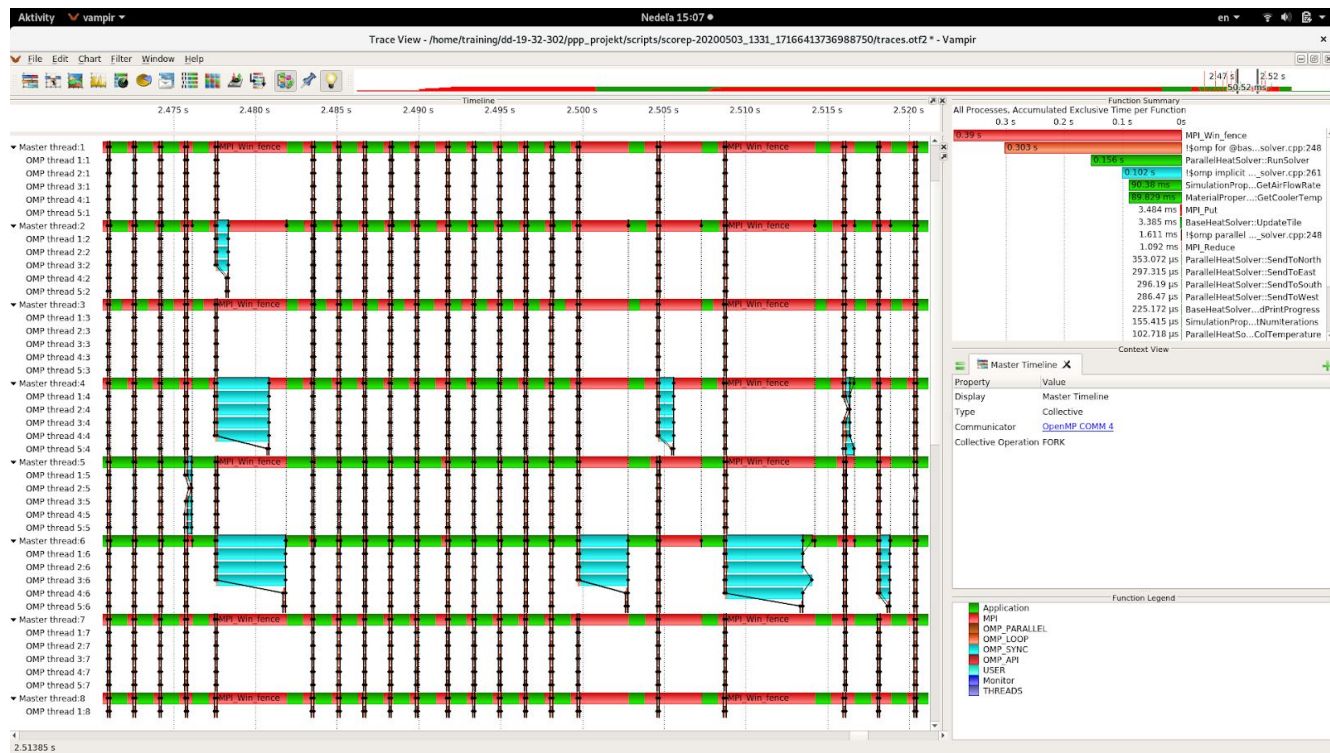 Aktivity vampir Nedeľa 15:07 en
Trace View - /home/training/dd-19-32-302/ppp_projekt/scripts/scorep-20200503_1331_17166413736988750/traces.otf2 * - Vampir
File Edit Chart Filter Window Help
2.47 s 2.52 s
50.52 ms
Timeline
2.475 s 2.480 s 2.485 s 2.490 s 2.495 s 2.500 s 2.505 s 2.510 s 2.515 s 2.520 s
Master thread:1 MPI_Win_fence MPI_Win_fence
OMP thread 1:1
OMP thread 2:1
OMP thread 3:1
OMP thread 4:1
OMP thread 5:1
Master thread:2 MPI_Win_fence
OMP thread 1:2
OMP thread 2:2
OMP thread 3:2
OMP thread 4:2
OMP thread 5:2
Master thread:3 MPI_Win_fence MPI_Win_fence
OMP thread 1:3
OMP thread 2:3
OMP thread 3:3
OMP thread 4:3
OMP thread 5:3
Master thread:4 MPI_Win_fence
OMP thread 1:4
OMP thread 2:4
OMP thread 3:4
OMP thread 4:4
OMP thread 5:4
Master thread:5 MPI_Win_fence MPI_Win_fence
OMP thread 1:5
OMP thread 2:5
OMP thread 3:5
OMP thread 4:5
OMP thread 5:5
Master thread:6
OMP thread 1:6
OMP thread 2:6
OMP thread 3:6
OMP thread 4:6
OMP thread 5:6
Master thread:7 MPI_Win_fence MPI_Win_fence
OMP thread 1:7
OMP thread 2:7
OMP thread 3:7
OMP thread 4:7
OMP thread 5:7
Master thread:8 MPI_Win_fence MPI_Win_fence
OMP thread 1:8
2.51385 s
Function Summary
All Processes, Accumulated Exclusive Time per Function
0.3 s 0.2 s 0.1 s 0s
0.39 s MPI_Win_fence
0.303 s !$omp for @bas...solver.cpp:248
0.156 s ParallelHeatSolver::RunSolver
0.102 s !$omp implicit ..._solver.cpp:261
90.38 ms SimulationProp...GetAirFlowRate
89.829 ms MaterialProper...:GetCoolerTemp
3.484 ms MPI_Put
3.385 ms BaseHeatSolver::UpdateTile
1.611 ms !$omp parallel ..._solver.cpp:248
1.092 ms MPI_Reduce
353.072 µs ParallelHeatSolver::SendToNorth
297.315 µs ParallelHeatSolver::SendToEast
296.19 µs ParallelHeatSolver::SendToSouth
286.47 µs ParallelHeatSolver::SendToWest
225.172 µs BaseHeatSolver...dPrintProgress
155.415 µs SimulationProp...tNumIterations
102.718 µs ParallelHeatSo...ColTemperature
Context View
Master Timeline X
Property Value
Display Master Timeline
Type Collective
Communicator OpenMP COMM 4
Collective Operation FORK
Function Legend
Application
MPI
OMP_PARALLEL
OMP_LOOP
OMP_SYNC
OMP_API
USER
Monitor
THREADS